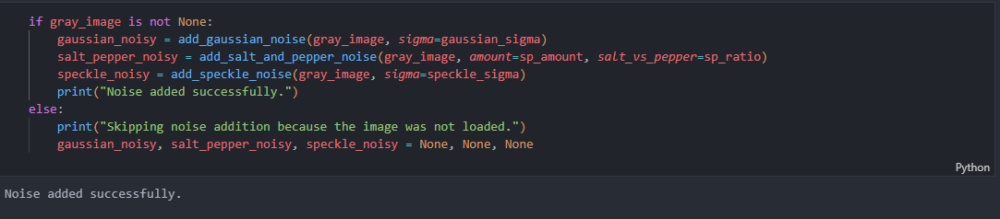 if gray_image is not None:
    gaussian_noisy = add_gaussian_noise(gray_image, sigma=gaussian_sigma)
    salt_pepper_noisy = add_salt_and_pepper_noise(gray_image, amount=sp_amount, salt_vs_pepper=sp_ratio)
    speckle_noisy = add_speckle_noise(gray_image, sigma=speckle_sigma)
    print("Noise added successfully.")
else:
    print("Skipping noise addition because the image was not loaded.")
    gaussian_noisy, salt_pepper_noisy, speckle_noisy = None, None, None
Python
Noise added successfully.